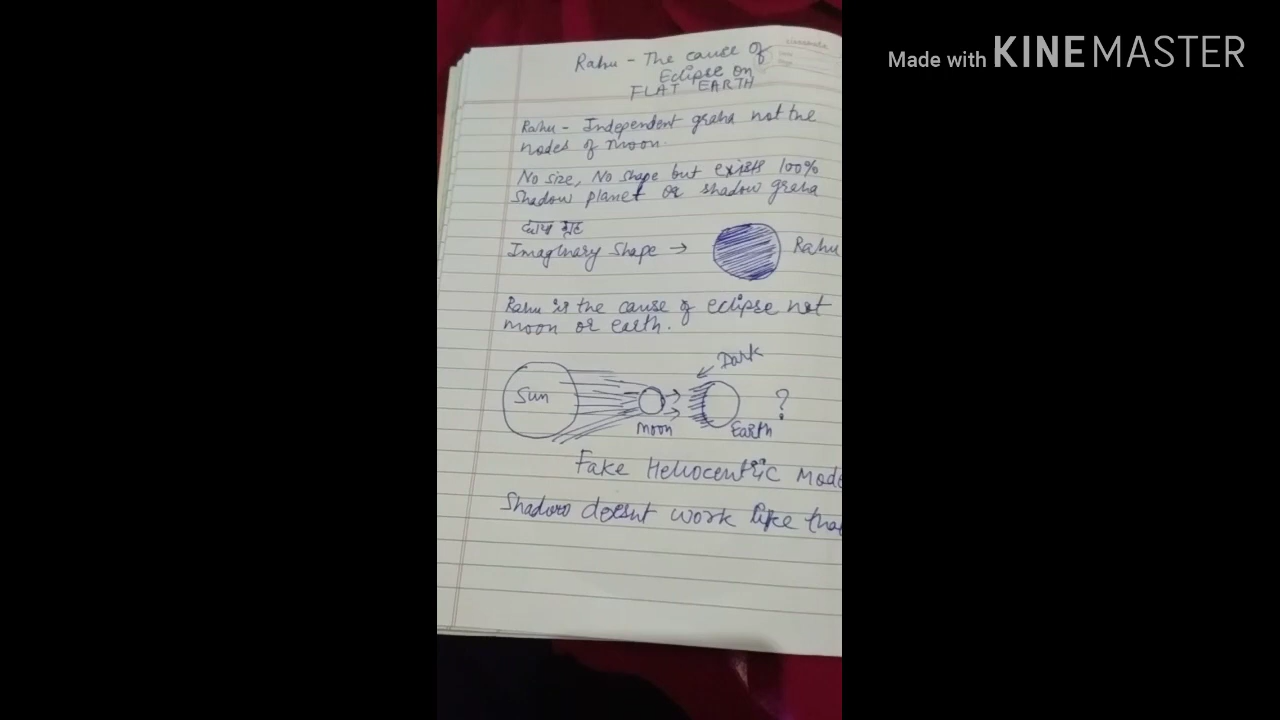 Made with KINEMASTER
classmate
Rahu - The cause of
Eclipse on
FLAT EARTH
Rahu - Independent graha not the
nodes of moon.
No size, No shape but exists 100%
Shadow planet or shadow graha
छाया ग्रह
Imaginary Shape → Rahu
Rahu is the cause of eclipse not
moon or earth.
Dark
Sun
Moon
Earth
?
Fake Heliocentric Mode
Shadow doesnt work like tha